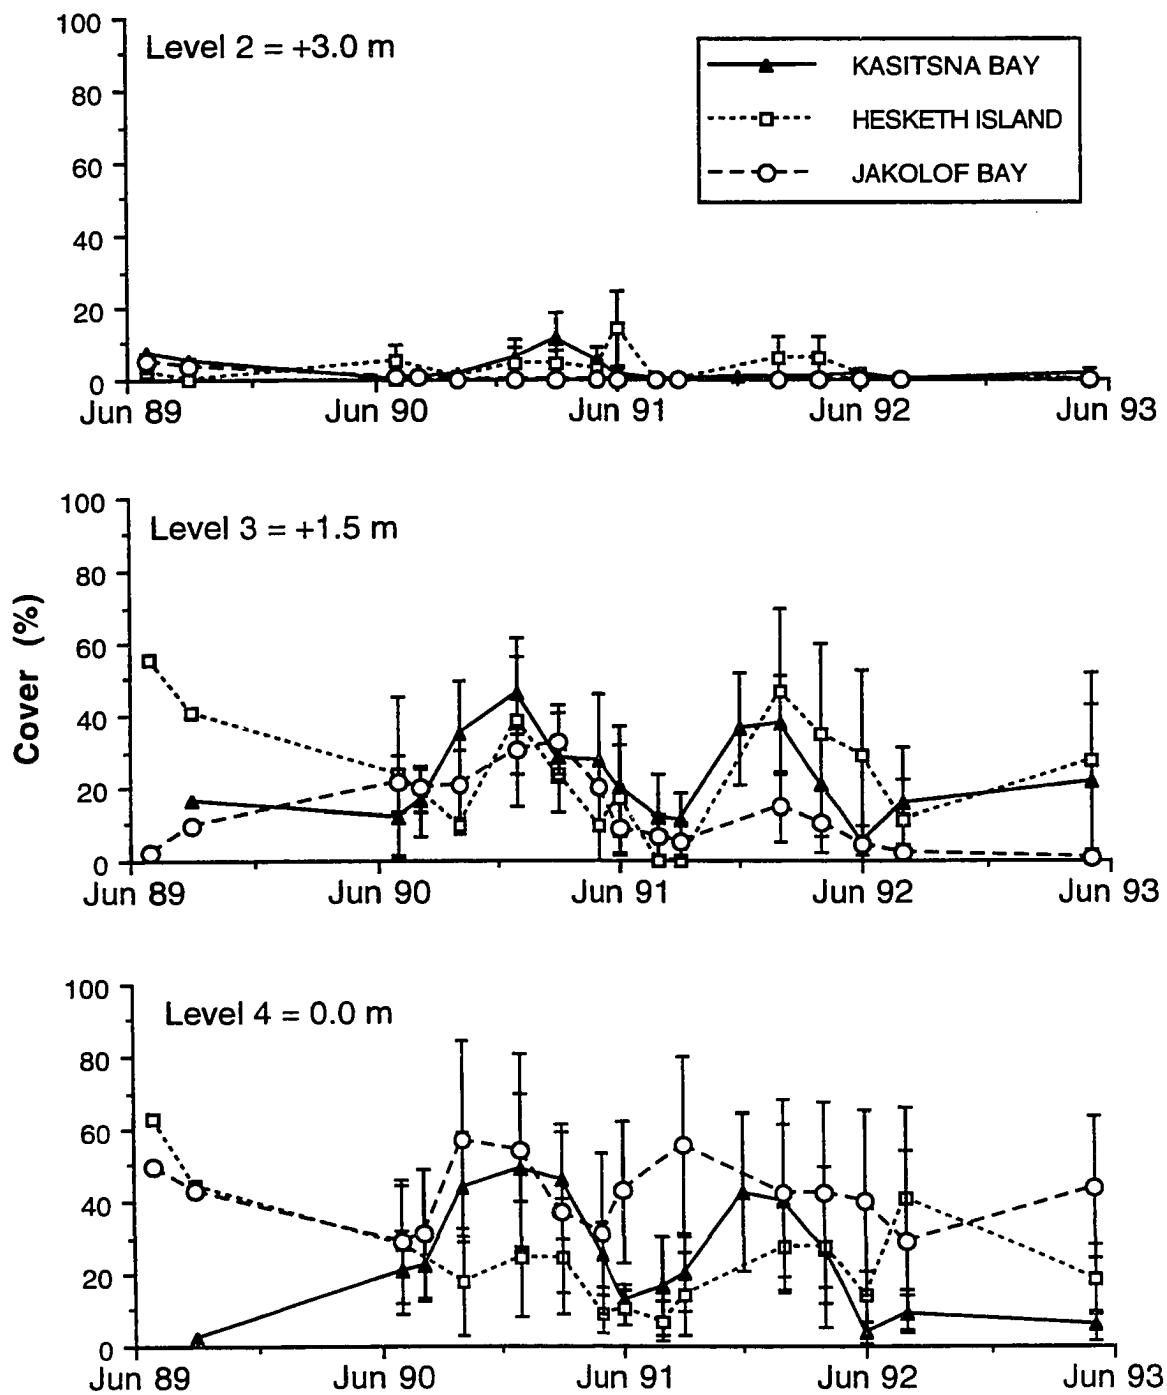 100
Level 2 = +3.0 m
KASITSNA BAY
80
HESKETH ISLAND
60
JAKOLOF BAY
40
20
0
Jun 89 Jun 90 Jun 91 Jun 92 Jun 93
Cover (%)
100
Level 3 = +1.5 m
80
60
40
20
0
Jun 89 Jun 90 Jun 91 Jun 92 Jun 93
100
Level 4 = 0.0 m
80
60
40
20
0
Jun 89 Jun 90 Jun 91 Jun 92 Jun 93